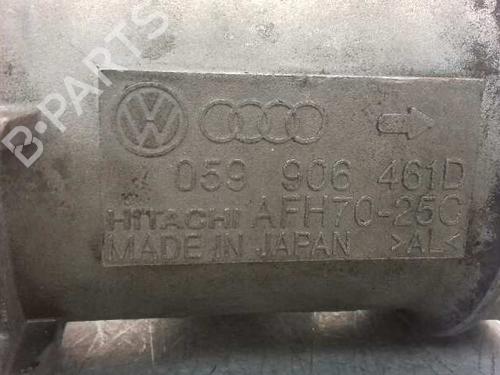 B-PARTS
059 906 461D
HITACHI AFH70-25C
MADE IN JAPAN >AL<